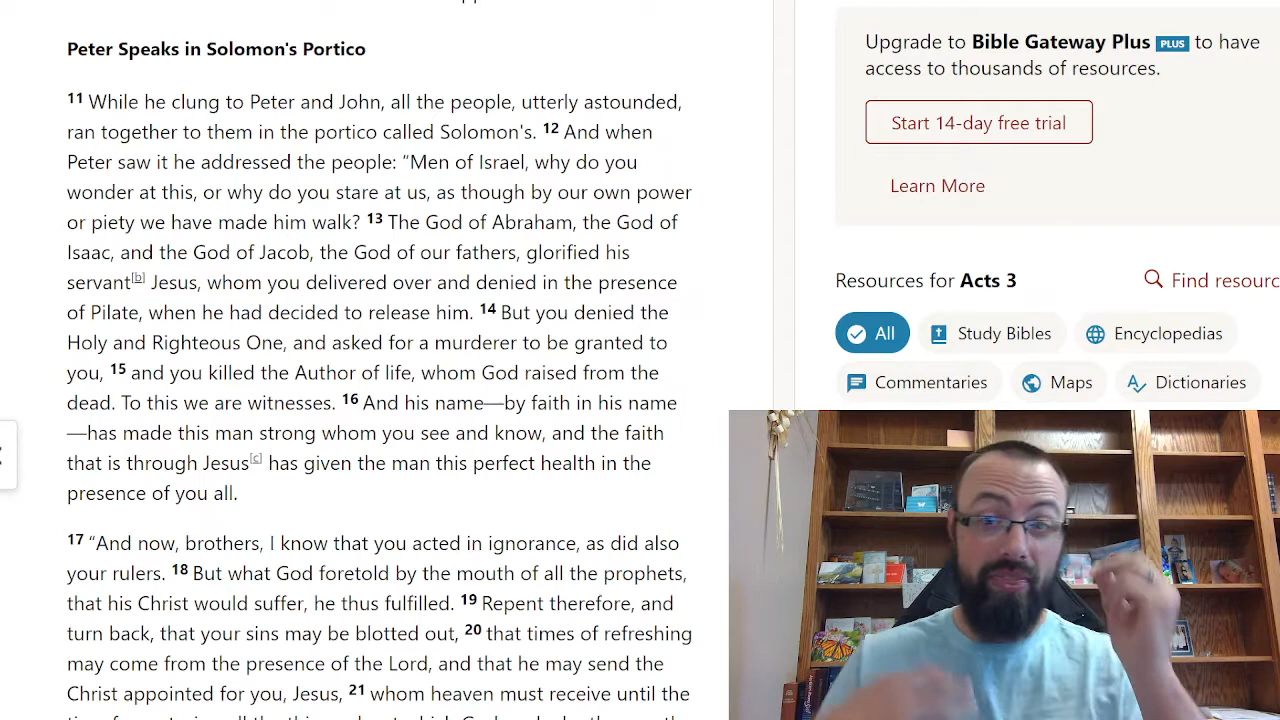 Peter Speaks in Solomon's Portico
11 While he clung to Peter and John, all the people, utterly astounded,
ran together to them in the portico called Solomon's. 12 And when
Peter saw it he addressed the people: “Men of Israel, why do you
wonder at this, or why do you stare at us, as though by our own power
or piety we have made him walk? 13 The God of Abraham, the God of
Isaac, and the God of Jacob, the God of our fathers, glorified his
servant[b] Jesus, whom you delivered over and denied in the presence
of Pilate, when he had decided to release him. 14 But you denied the
Holy and Righteous One, and asked for a murderer to be granted to
you, 15 and you killed the Author of life, whom God raised from the
dead. To this we are witnesses. 16 And his name—by faith in his name
—has made this man strong whom you see and know, and the faith
that is through Jesus[c] has given the man this perfect health in the
presence of you all.
17 “And now, brothers, I know that you acted in ignorance, as did also
your rulers. 18 But what God foretold by the mouth of all the prophets,
that his Christ would suffer, he thus fulfilled. 19 Repent therefore, and
turn back, that your sins may be blotted out, 20 that times of refreshing
may come from the presence of the Lord, and that he may send the
Christ appointed for you, Jesus, 21 whom heaven must receive until the
Upgrade to Bible Gateway Plus PLUS to have
access to thousands of resources.
Start 14-day free trial
Learn More
Resources for Acts 3
Find resourc
All
Study Bibles
Encyclopedias
Commentaries
Maps
Dictionaries